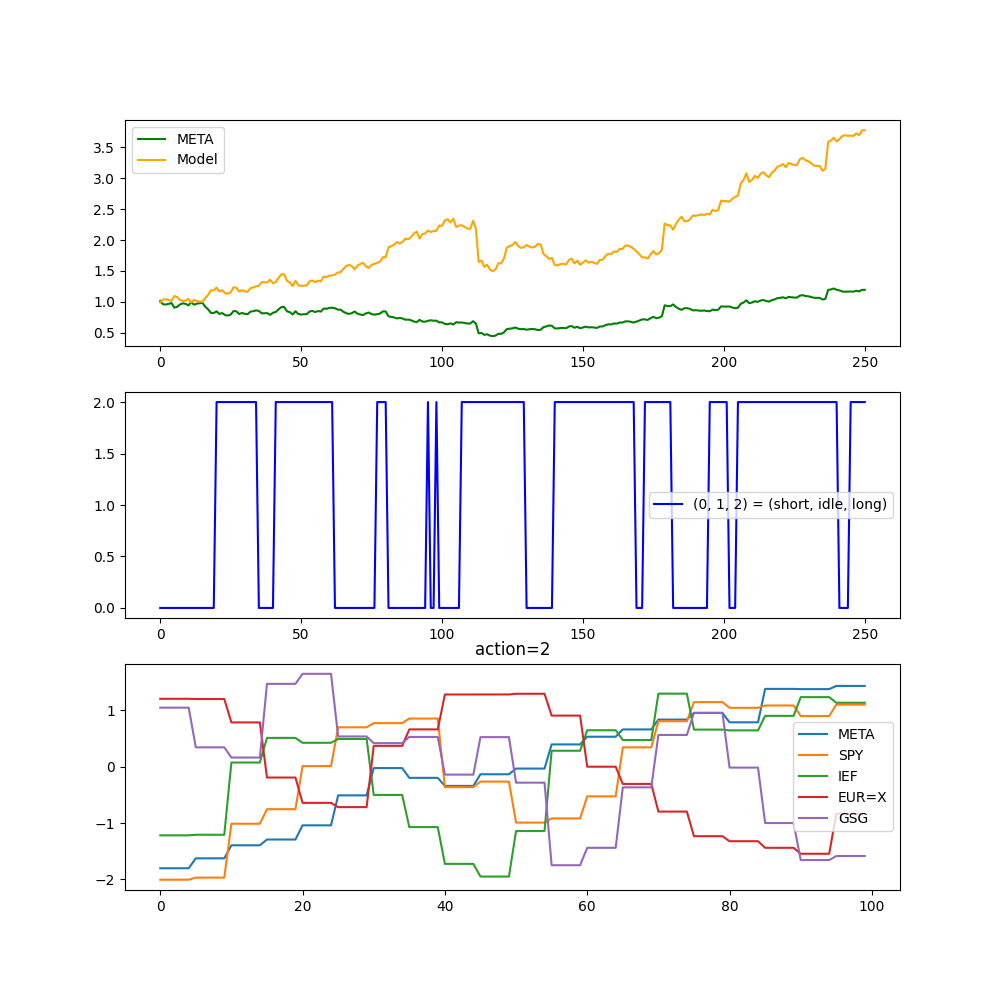 META
Model
3.5
3.0
2.5
2.0
1.5
1.0
0.5
0 50 100 150 200 250
2.0
1.5
1.0
0.5
0.0
(0, 1, 2) = (short, idle, long)
0 50 100 150 200 250
action=2
1
0
−1
−2
META
SPY
IEF
EUR=X
GSG
0 20 40 60 80 100